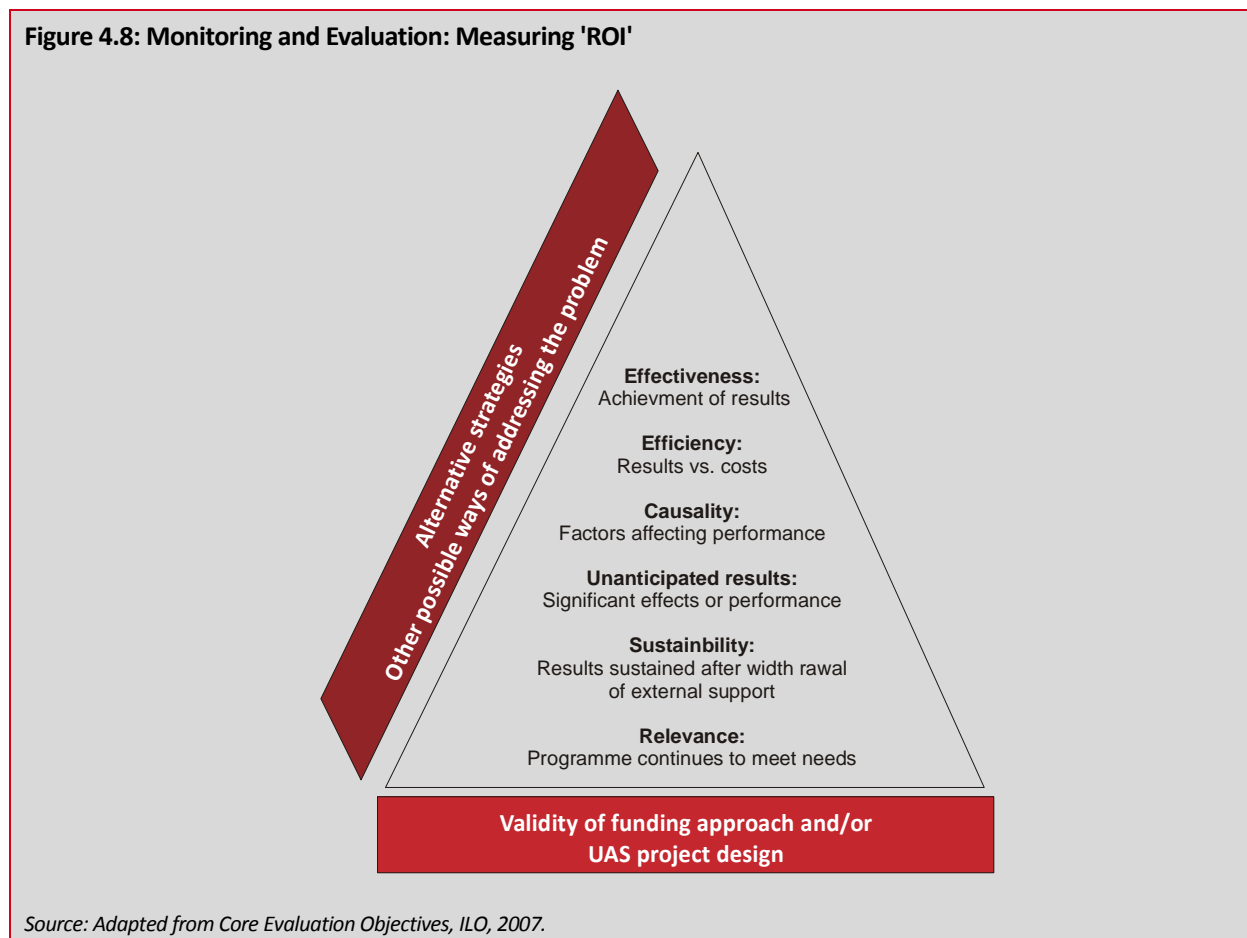 Figure 4.8: Monitoring and Evaluation: Measuring 'ROI'
Alternative strategies
Other possible ways of addressing the problem
Effectiveness:
Achievment of results
Efficiency:
Results vs. costs
Causality:
Factors affecting performance
Unanticipated results:
Significant effects or performance
Sustainbility:
Results sustained after width rawal
of external support
Relevance:
Programme continues to meet needs
Validity of funding approach and/or
UAS project design
Source: Adapted from Core Evaluation Objectives, ILO, 2007.